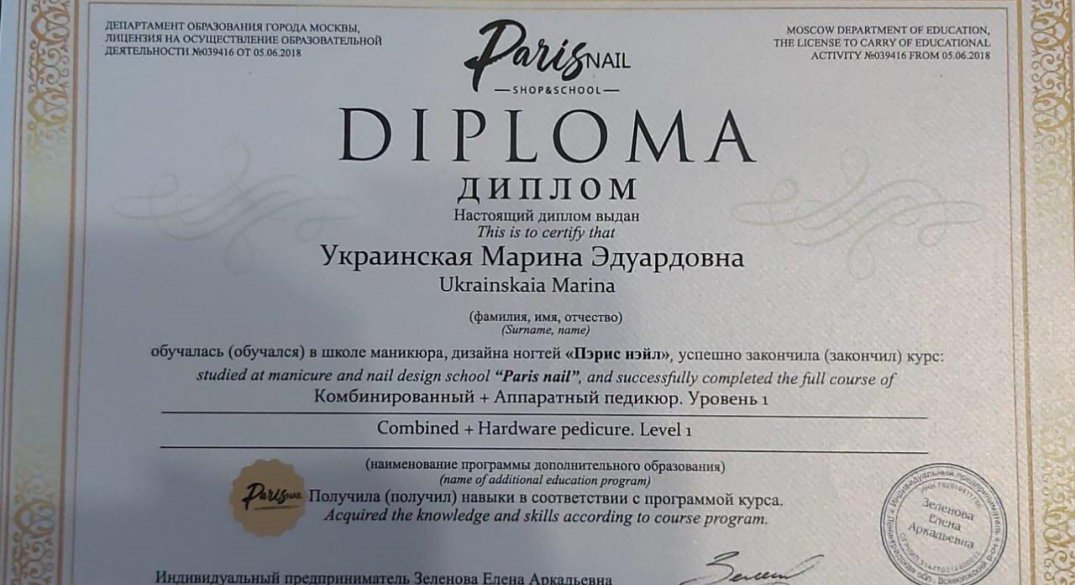 ДЕПАРТАМЕНТ ОБРАЗОВАНИЯ ГОРОДА МОСКВЫ,
ЛИЦЕНЗИЯ НА ОСУЩЕСТВЛЕНИЕ ОБРАЗОВАТЕЛЬНОЙ
ДЕЯТЕЛЬНОСТИ №039416 ОТ 05.06.2018
Paris NAIL
SHOP&SCHOOL
MOSCOW DEPARTMENT OF EDUCATION,
THE LICENSE TO CARRY OF EDUCATIONAL
ACTIVITY №039416 FROM 05.06.2018
DIPLOMA
ДИПЛОМ
Настоящий диплом выдан
This is to certify that
Украинская Марина Эдуардовна
Ukrainskaia Marina
(фамилия, имя, отчество)
(Surname, name)
обучалась (обучался) в школе маникюра, дизайна ногтей «Пэрис нэйл», успешно закончила (закончил) курс:
studied at manicure and nail design school “Paris nail”, and successfully completed the full course of
Комбинированный + Аппаратный педикюр. Уровень 1
Combined + Hardware pedicure. Level 1
(наименование программы дополнительного образования)
(name of additional education program)
Paris NAIL
Получила (получил) навыки в соответствии с программой курса.
Acquired the knowledge and skills according to course program.
Индивидуальный предприниматель
Зеленова
Елена
Аркадьевна
Индивидуальный предприниматель Зеленова Елена Аркадьевна